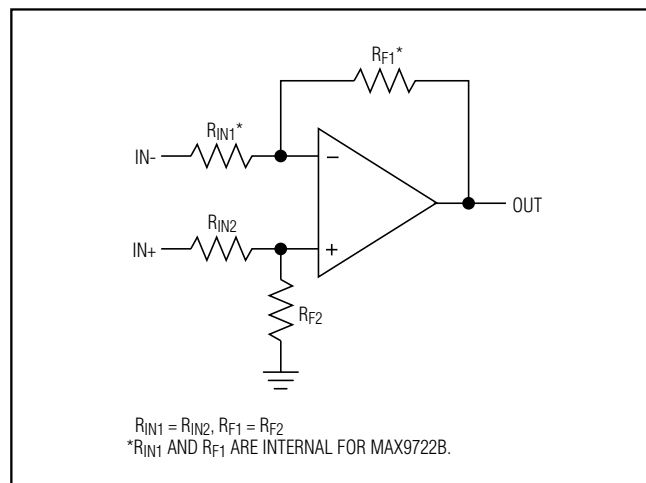 RF1*
RIN1*
IN-
−
OUT
RIN2
IN+
+
RF2
RIN1 = RIN2, RF1 = RF2
*RIN1 AND RF1 ARE INTERNAL FOR MAX9722B.